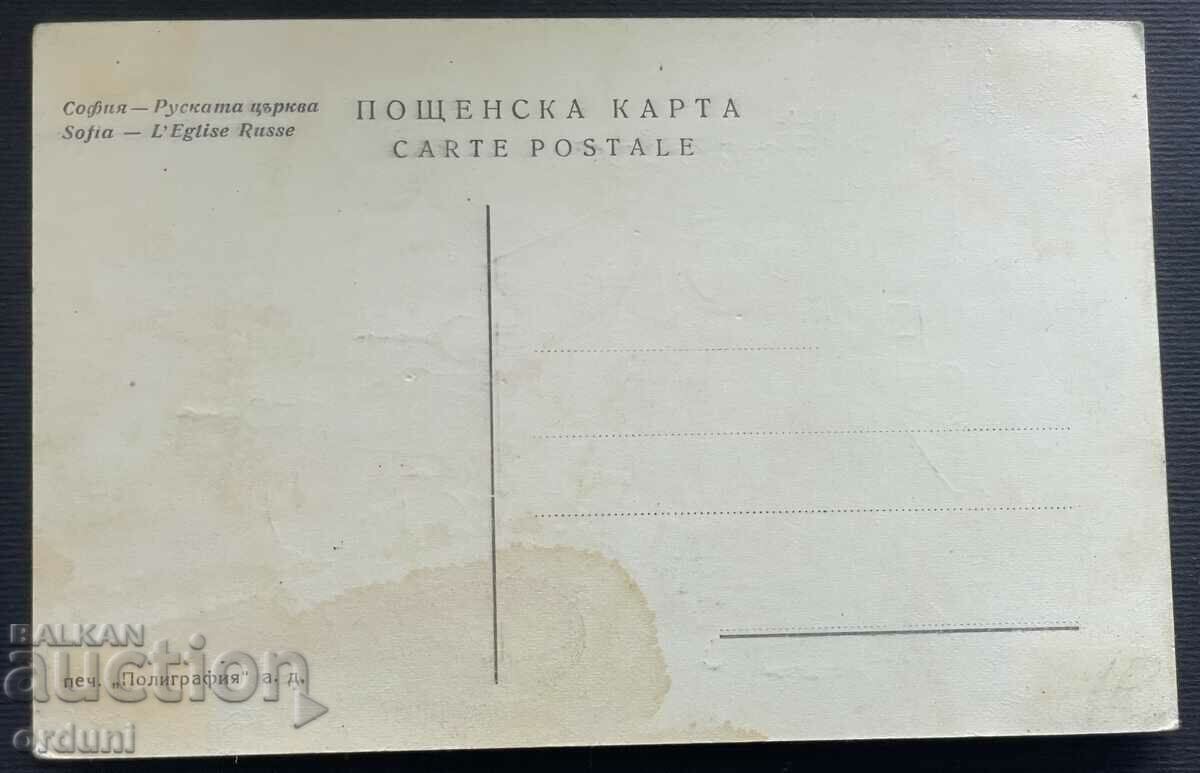 София — Руската църква
Sofia — L'Eglise Russe
ПОЩЕНСКА КАРТА
CARTE POSTALE
печ. „Полиграфия" а. д.
BALKAN
auction
orduni